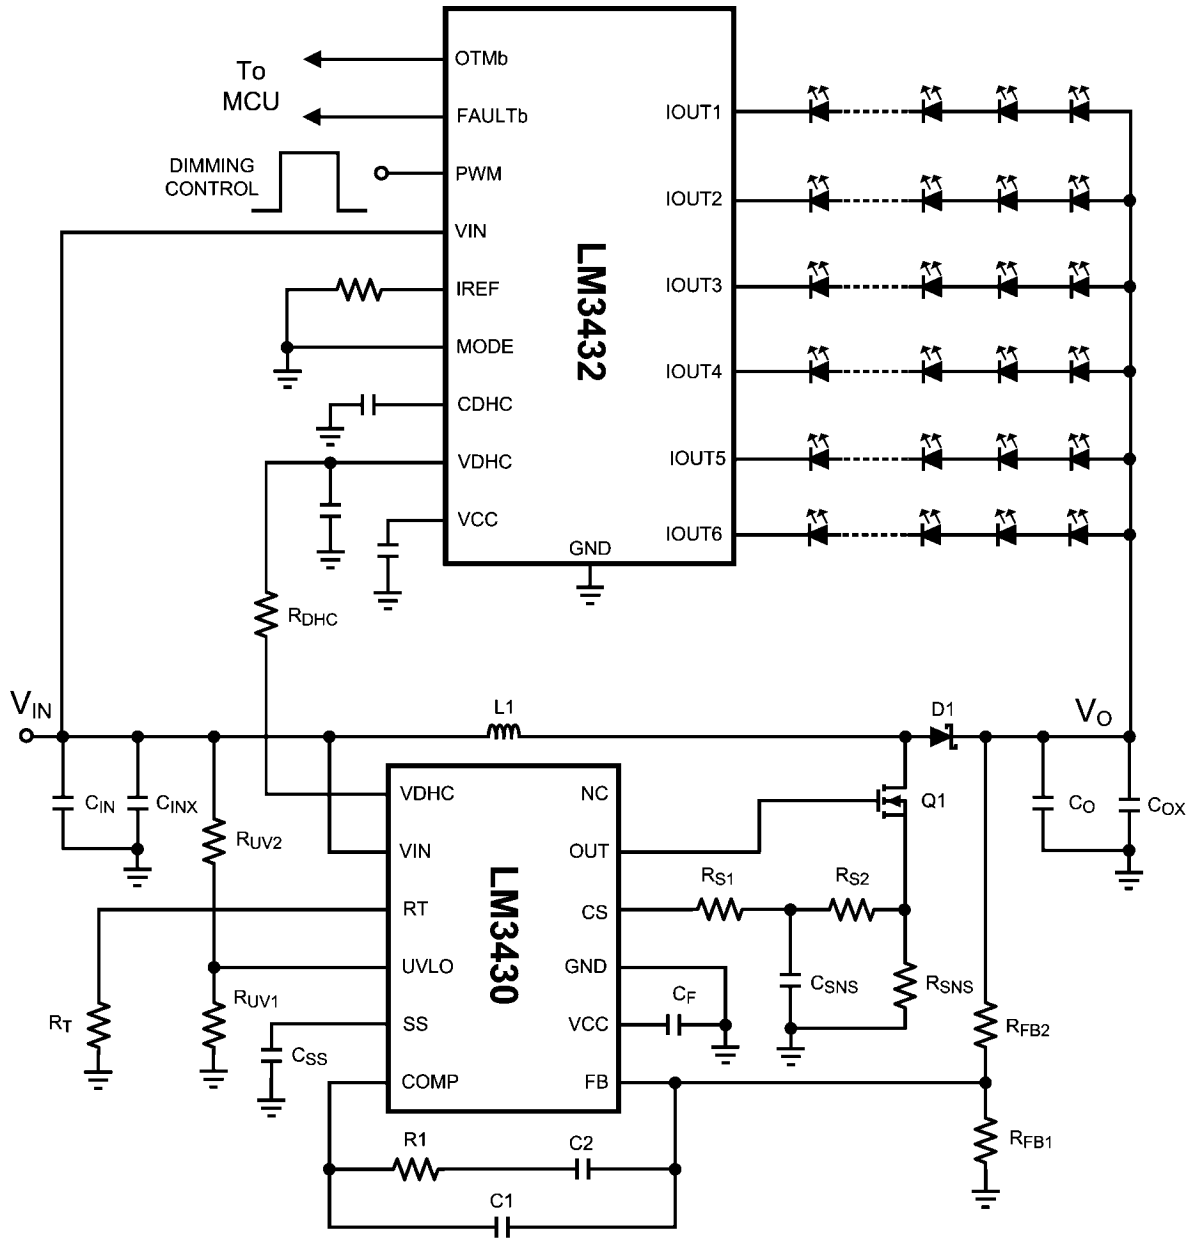 To
MCU
DIMMING
CONTROL
OTMb
FAULTb
PWM
VIN
IREF
MODE
CDHC
VDHC
VCC
GND
LM3432
IOUT1
IOUT2
IOUT3
IOUT4
IOUT5
IOUT6
RDHC
VIN
L1
D1
VO
CIN
CINX
RUV2
RUV1
RT
CSS
VDHC
VIN
RT
UVLO
SS
COMP
LM3430
NC
OUT
CS
GND
VCC
FB
Q1
RS1
RS2
CSNS
RSNS
CF
CO
COX
RFB2
RFB1
R1
C2
C1